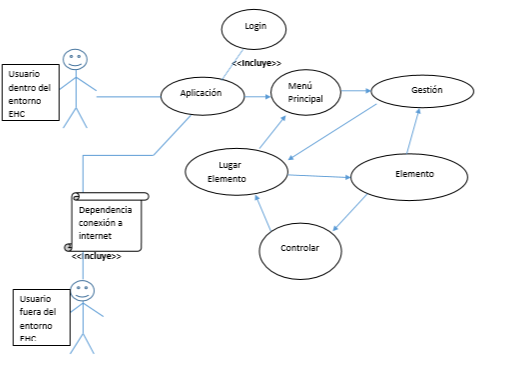 Login
<<Incluye>>
Usuario
dentro del
entorno
EHC
Aplicación
Menú
Principal
Gestión
Lugar
Elemento
Elemento
Dependencia
conexión a
internet
<<Incluye>>
Controlar
Usuario
fuera del
entorno
EHC